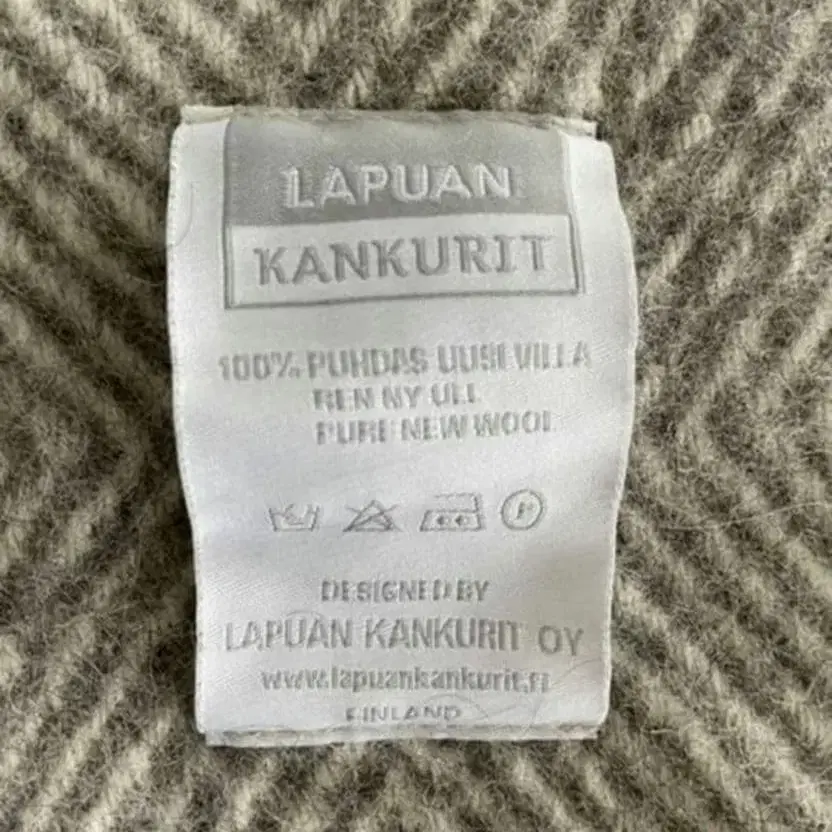 LAPUAN
KANKURIT
100% PUHDAS UUSI VILLA
REN NY ULL
PURE NEW WOOL
P
DESIGNED BY
LAPUAN KANKURIT OY
www.lapuankankurit.fi
FINLAND